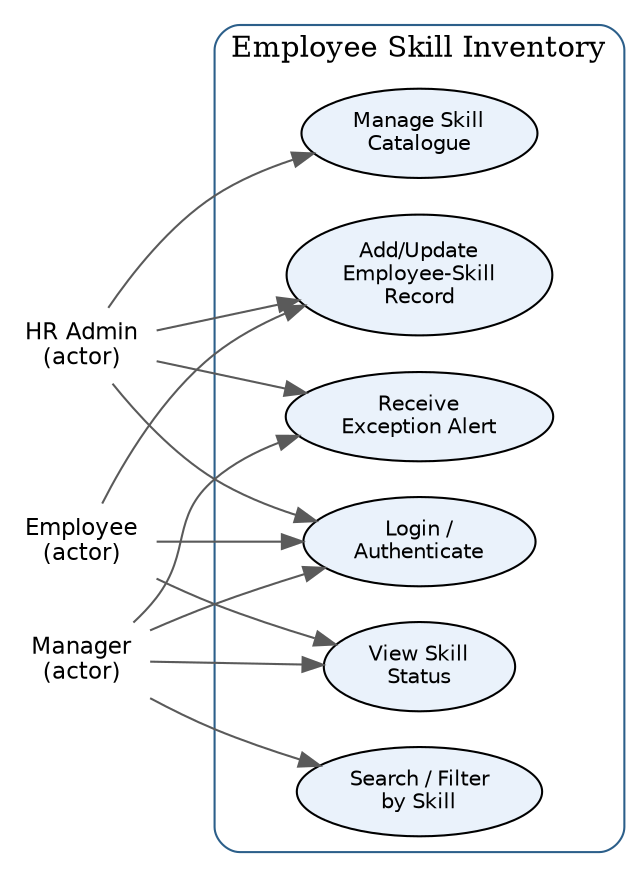 Employee Skill Inventory
Manage Skill
Catalogue
Add/Update
Employee-Skill
Record
HR Admin
(actor)
Receive
Exception Alert
Employee
(actor)
Login /
Authenticate
Manager
(actor)
View Skill
Status
Search / Filter
by Skill